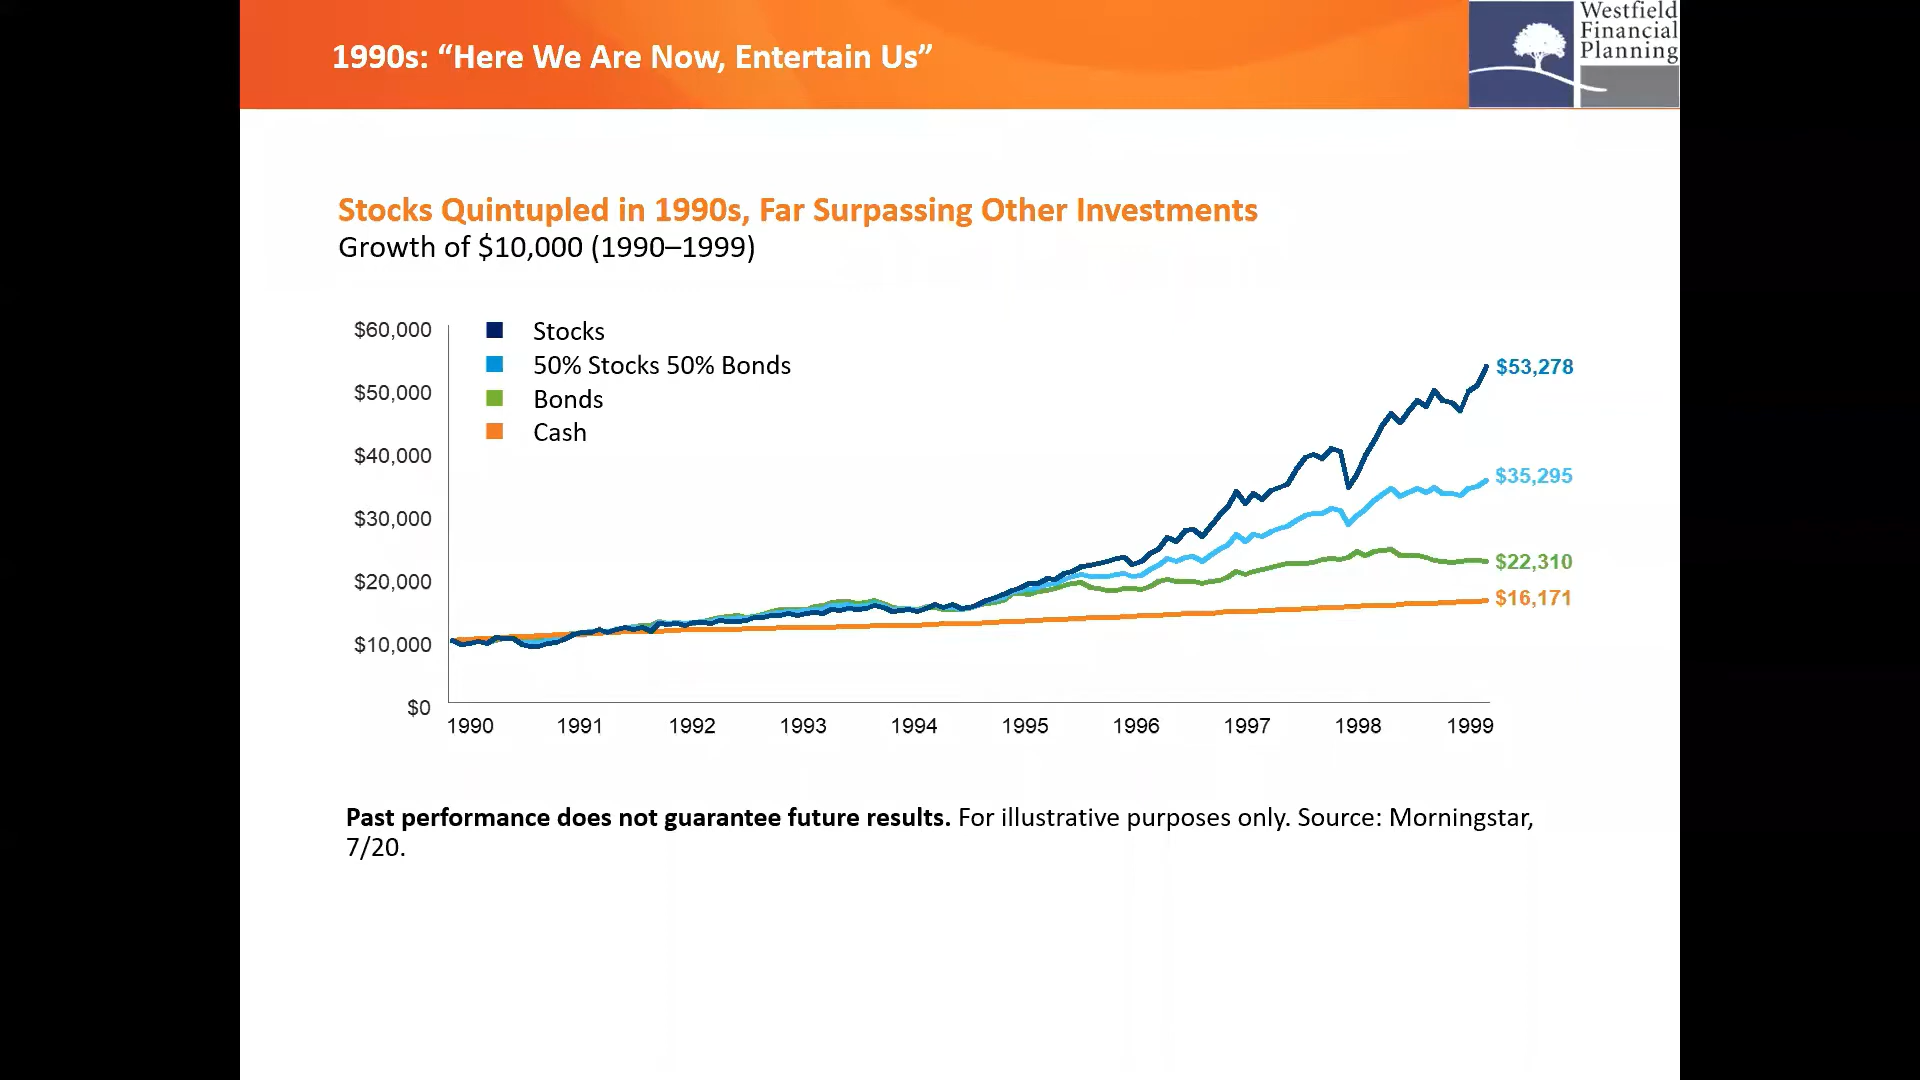 1990s: “Here We Are Now, Entertain Us”
Westfield
Financial
Planning
Stocks Quintupled in 1990s, Far Surpassing Other Investments
Growth of $10,000 (1990–1999)
$60,000
$50,000
$40,000
$30,000
$20,000
$10,000
$0
Stocks
50% Stocks 50% Bonds
Bonds
Cash
$53,278
$35,295
$22,310
$16,171
1990 1991 1992 1993 1994 1995 1996 1997 1998 1999
Past performance does not guarantee future results. For illustrative purposes only. Source: Morningstar,
7/20.